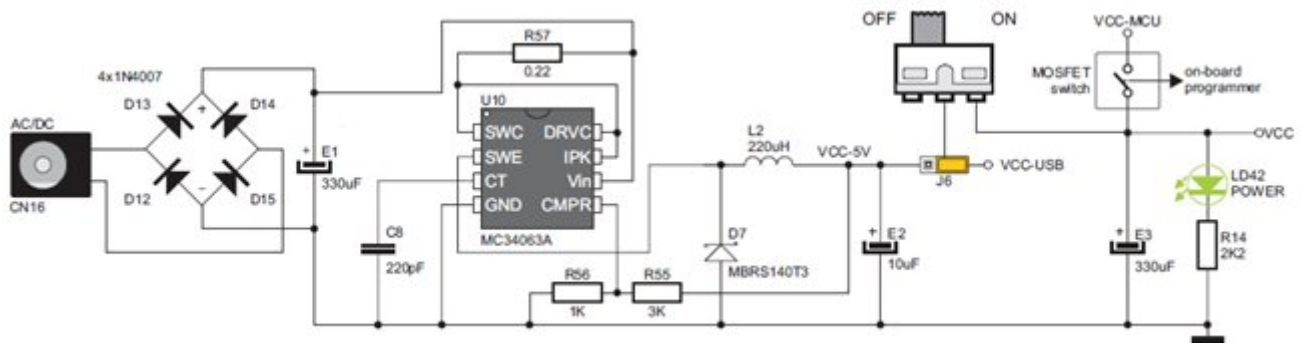 OFF
ON
VCC-MCU
MOSFET
switch
on-board
programmer
VCC
4x1N4007
R57
0.22
D13
+
D14
AC/DC
CN16
D12
-
D15
+
E1
330uF
U10
SWC
DRVC
SWE
IPK
CT
Vin
GND
CMPR
MC34063A
C8
220pF
L2
220uH
VCC-5V
J6
VCC-USB
D7
MBRS140T3
+
E2
10uF
R56
1K
R55
3K
+
E3
330uF
LD42
POWER
R14
2K2